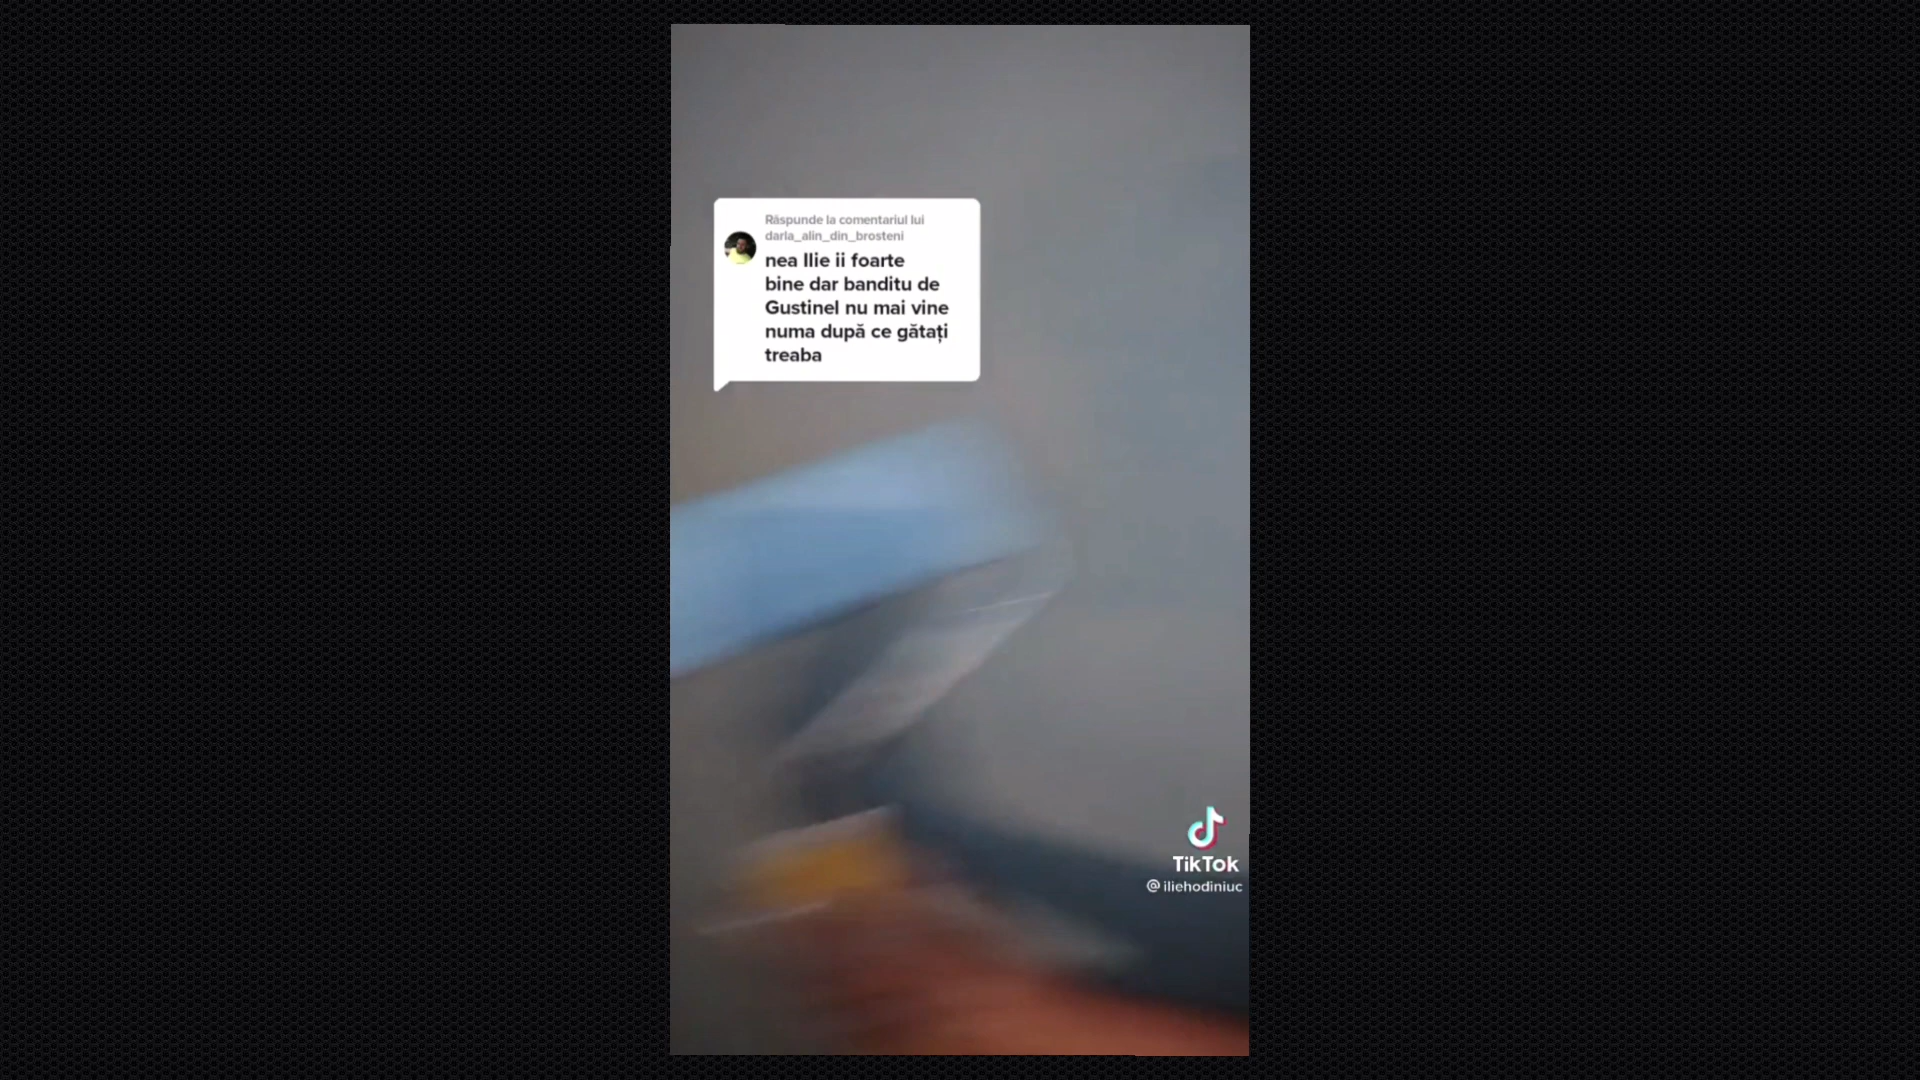 Răspunde la comentariul lui
darla_alin_din_brosteni
nea Ilie ii foarte
bine dar banditu de
Gustinel nu mai vine
numa după ce gătați
treaba
TikTok
@iliehodiniuc